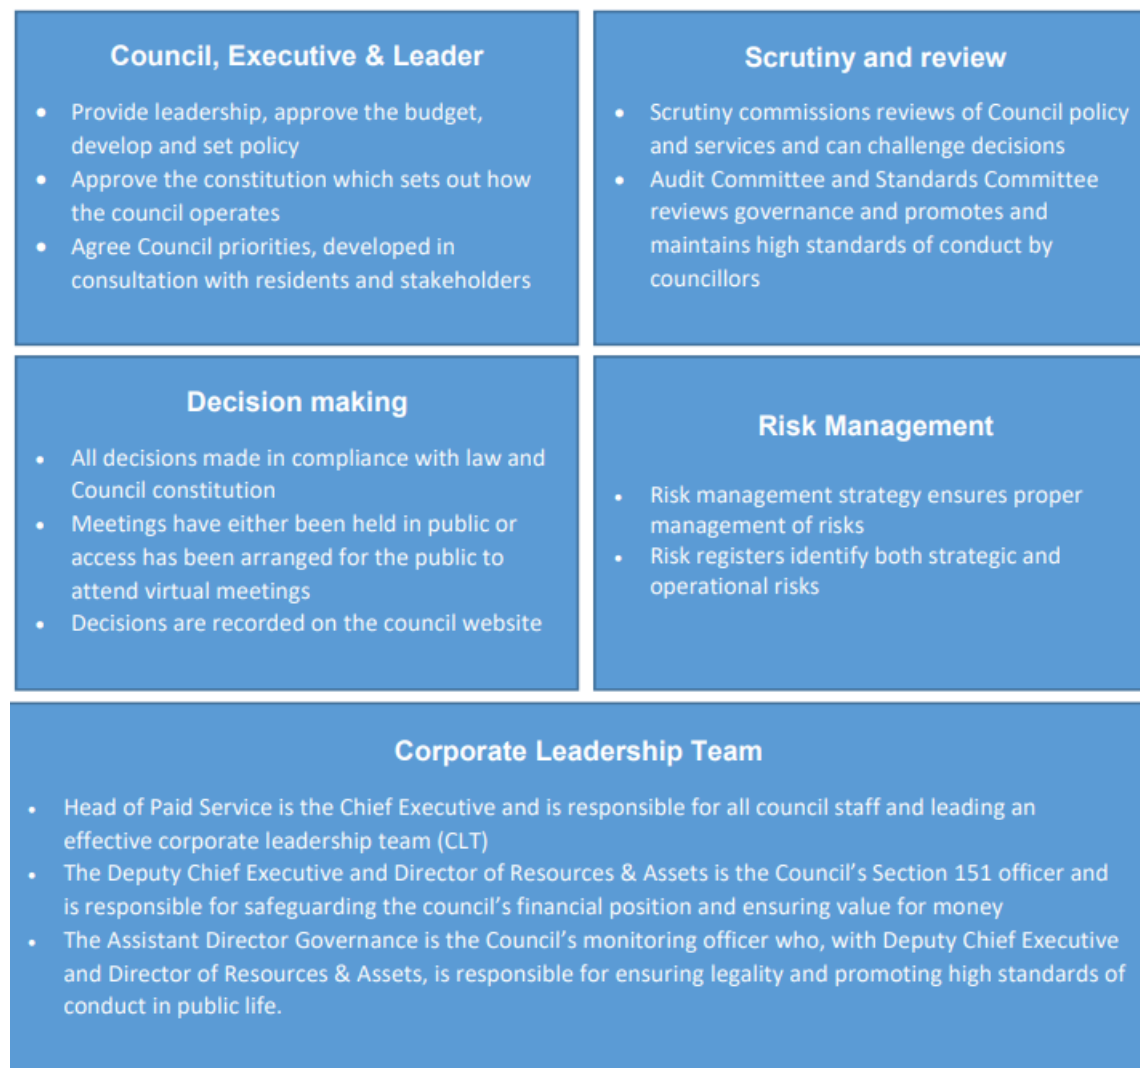 Council, Executive & Leader
• Provide leadership, approve the budget,
develop and set policy
• Approve the constitution which sets out how
the council operates
• Agree Council priorities, developed in
consultation with residents and stakeholders
Scrutiny and review
• Scrutiny commissions reviews of Council policy
and services and can challenge decisions
• Audit Committee and Standards Committee
reviews governance and promotes and
maintains high standards of conduct by
councillors
Decision making
• All decisions made in compliance with law and
Council constitution
• Meetings have either been held in public or
access has been arranged for the public to
attend virtual meetings
• Decisions are recorded on the council website
Risk Management
• Risk management strategy ensures proper
management of risks
• Risk registers identify both strategic and
operational risks
Corporate Leadership Team
• Head of Paid Service is the Chief Executive and is responsible for all council staff and leading an
effective corporate leadership team (CLT)
• The Deputy Chief Executive and Director of Resources & Assets is the Council’s Section 151 officer and
is responsible for safeguarding the council’s financial position and ensuring value for money
• The Assistant Director Governance is the Council’s monitoring officer who, with Deputy Chief Executive
and Director of Resources & Assets, is responsible for ensuring legality and promoting high standards of
conduct in public life.